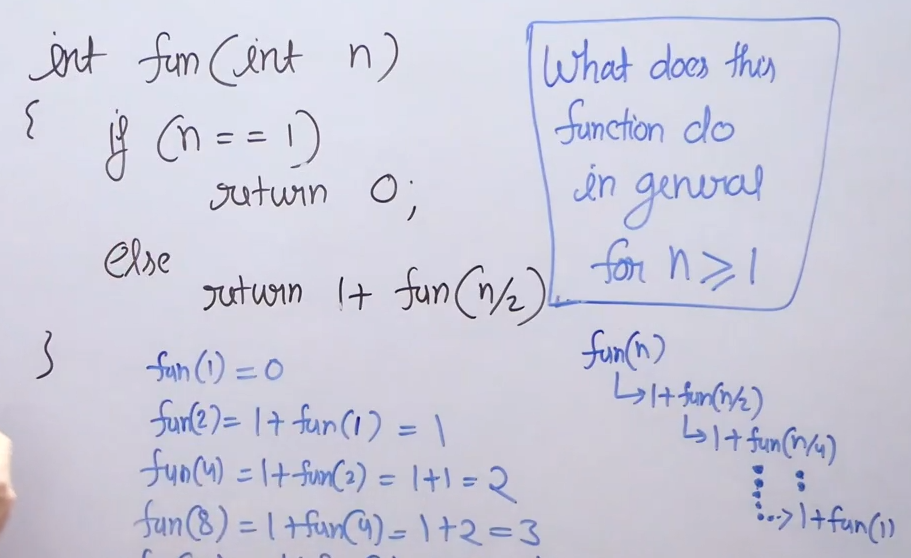 int fun(int n)
{
if (n == 1)
return 0;
else
return 1+ fun(n/2)
}
What does this
function do
in general
for n ⩾ 1
fun(1) = 0
fun(2) = 1+ fun(1) = 1
fun(4) = 1+fun(2) = 1+1 = 2
fun(8) = 1+fun(4) = 1+2 = 3
fun(n)
↳ 1+fun(n/2)
↳ 1+fun(n/4)
⋮ ⋮
..> 1+fun(1)